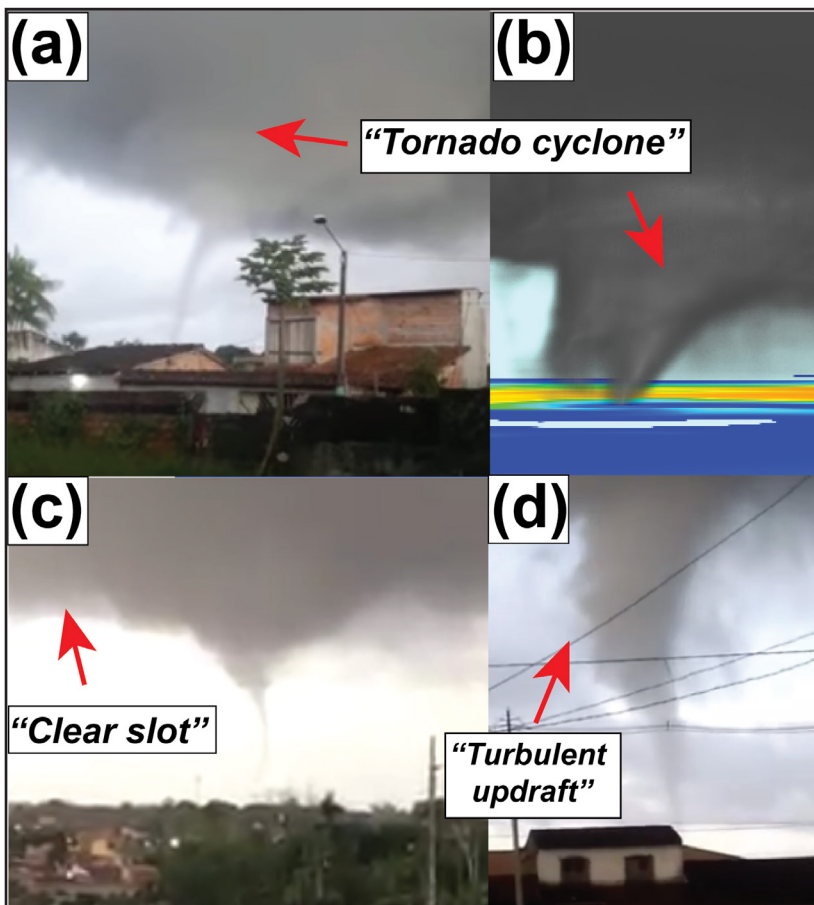 (a)
(b)
“Tornado cyclone”
(c)
(d)
“Clear slot”
“Turbulent
updraft”